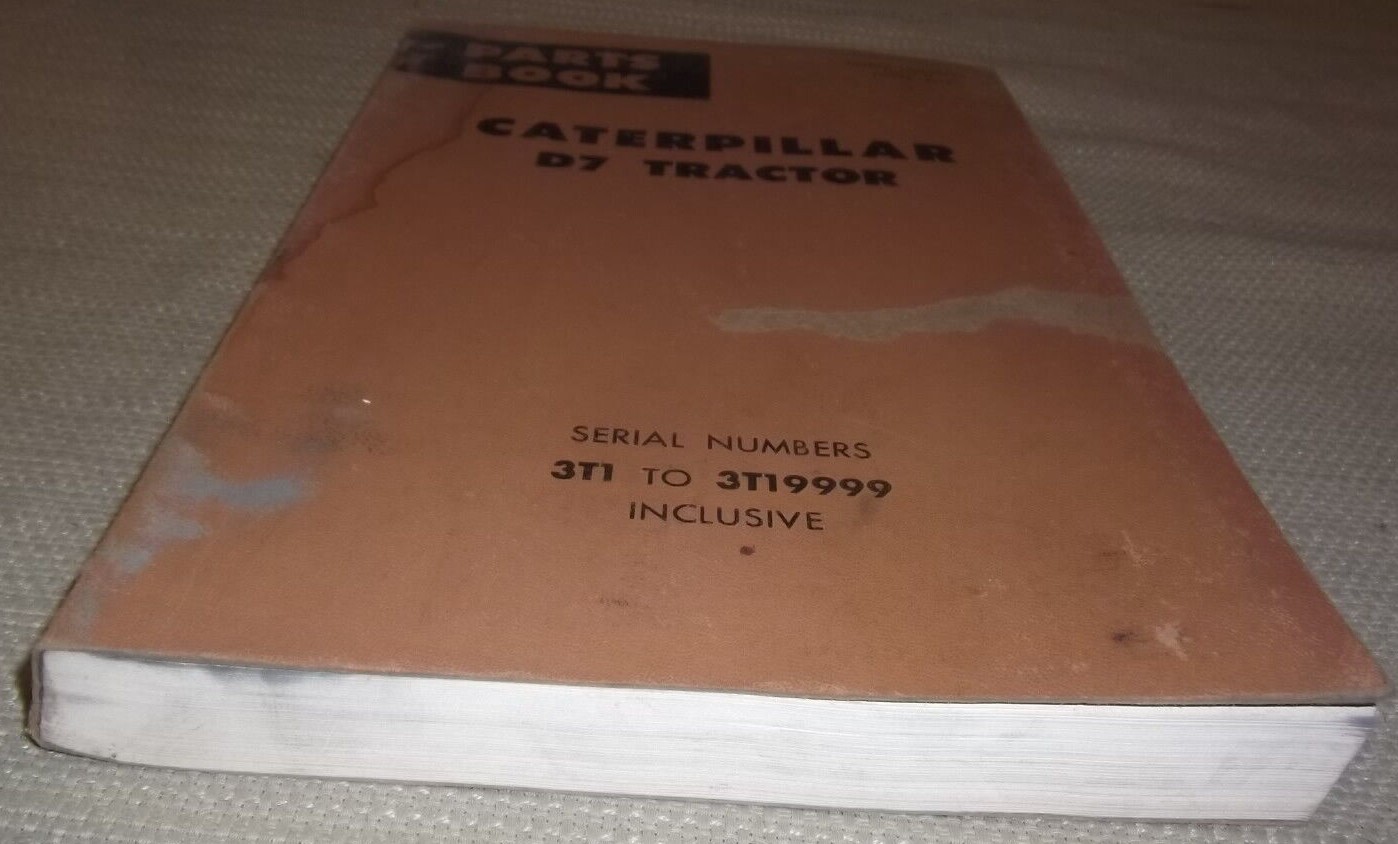 PARTS
BOOK
CATERPILLAR
D7 TRACTOR
SERIAL NUMBERS
3T1 TO 3T19999
INCLUSIVE